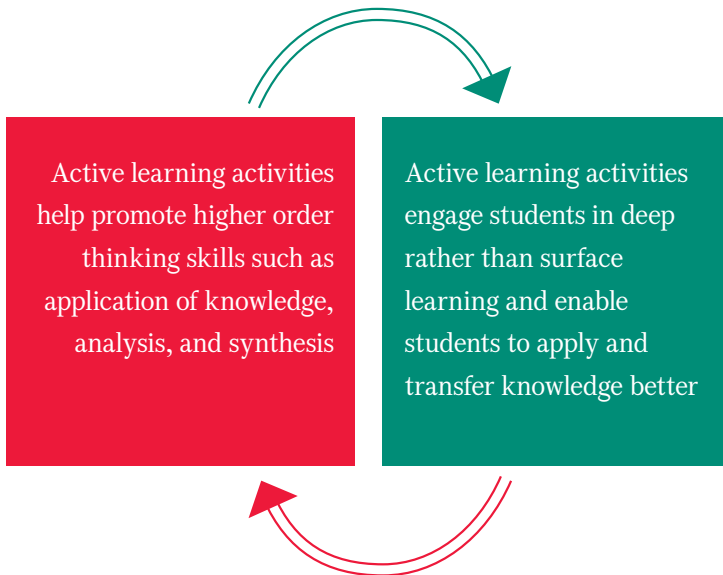 Active learning activities
help promote higher order
thinking skills such as
application of knowledge,
analysis, and synthesis
Active learning activities
engage students in deep
rather than surface
learning and enable
students to apply and
transfer knowledge better